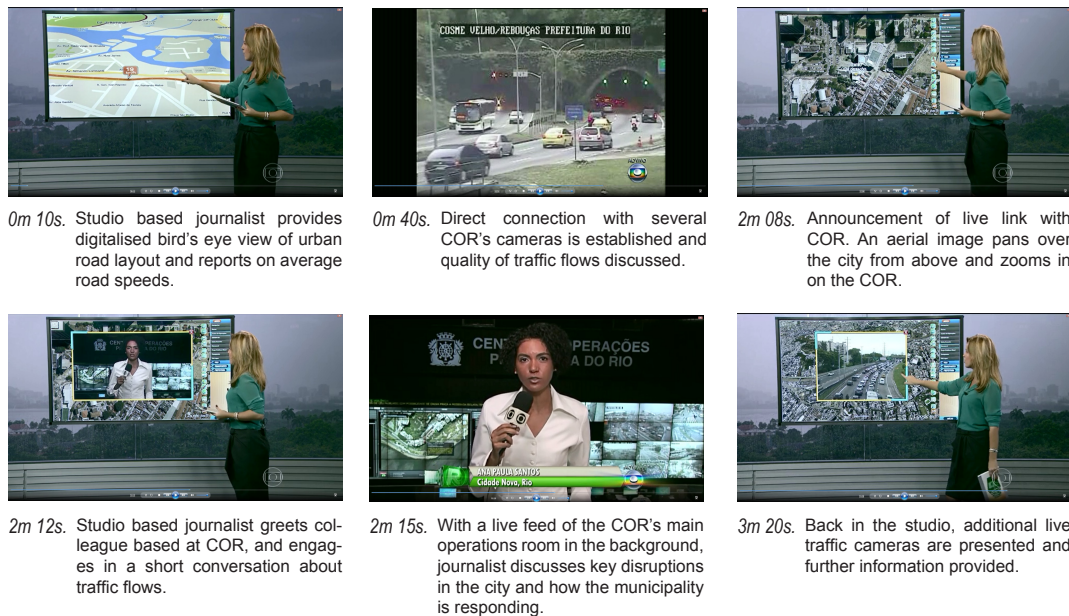 COSME VELHO/REBOUÇAS PREFEITURA DO RIO
0m 10s. Studio based journalist provides
digitalised bird's eye view of urban
road layout and reports on average
road speeds.
0m 40s. Direct connection with several
COR's cameras is established and
quality of traffic flows discussed.
2m 08s. Announcement of live link with
COR. An aerial image pans over
the city from above and zooms in
on the COR.
CEN PERAÇÕES
P A DO RIO
CEN PERAÇÕES
P. A DO RIO
ANA PAULA SANTOS
Cidade Nova, Rio
2m 12s. Studio based journalist greets col-
league based at COR, and engag-
es in a short conversation about
traffic flows.
2m 15s. With a live feed of the COR's main
operations room in the background,
journalist discusses key disruptions
in the city and how the municipality
is responding.
3m 20s. Back in the studio, additional live
traffic cameras are presented and
further information provided.